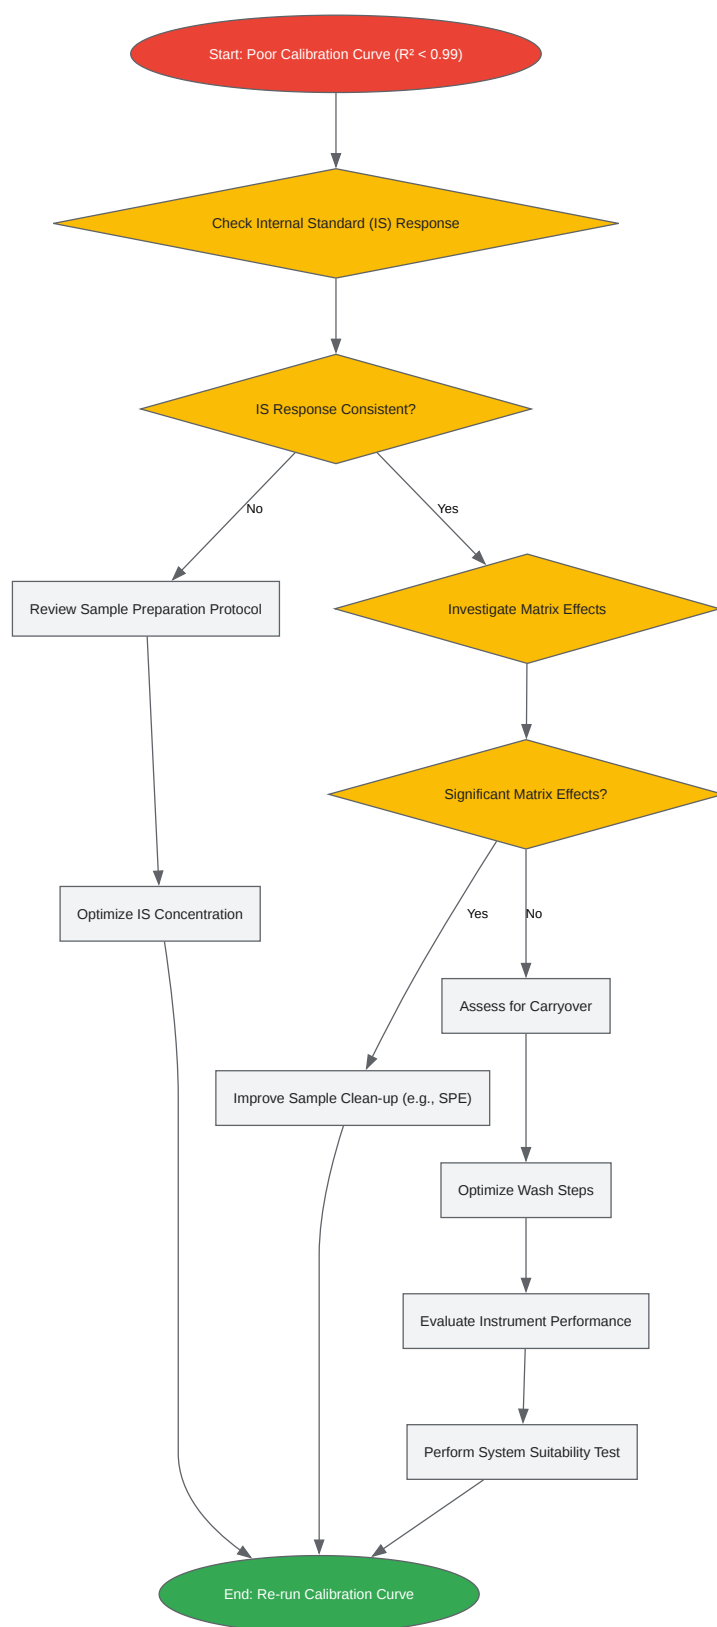 Start: Poor Calibration Curve (R² < 0.99)
Check Internal Standard (IS) Response
IS Response Consistent?
No
Yes
Review Sample Preparation Protocol
Investigate Matrix Effects
Significant Matrix Effects?
Optimize IS Concentration
Yes
No
Assess for Carryover
Improve Sample Clean-up (e.g., SPE)
Optimize Wash Steps
Evaluate Instrument Performance
Perform System Suitability Test
End: Re-run Calibration Curve